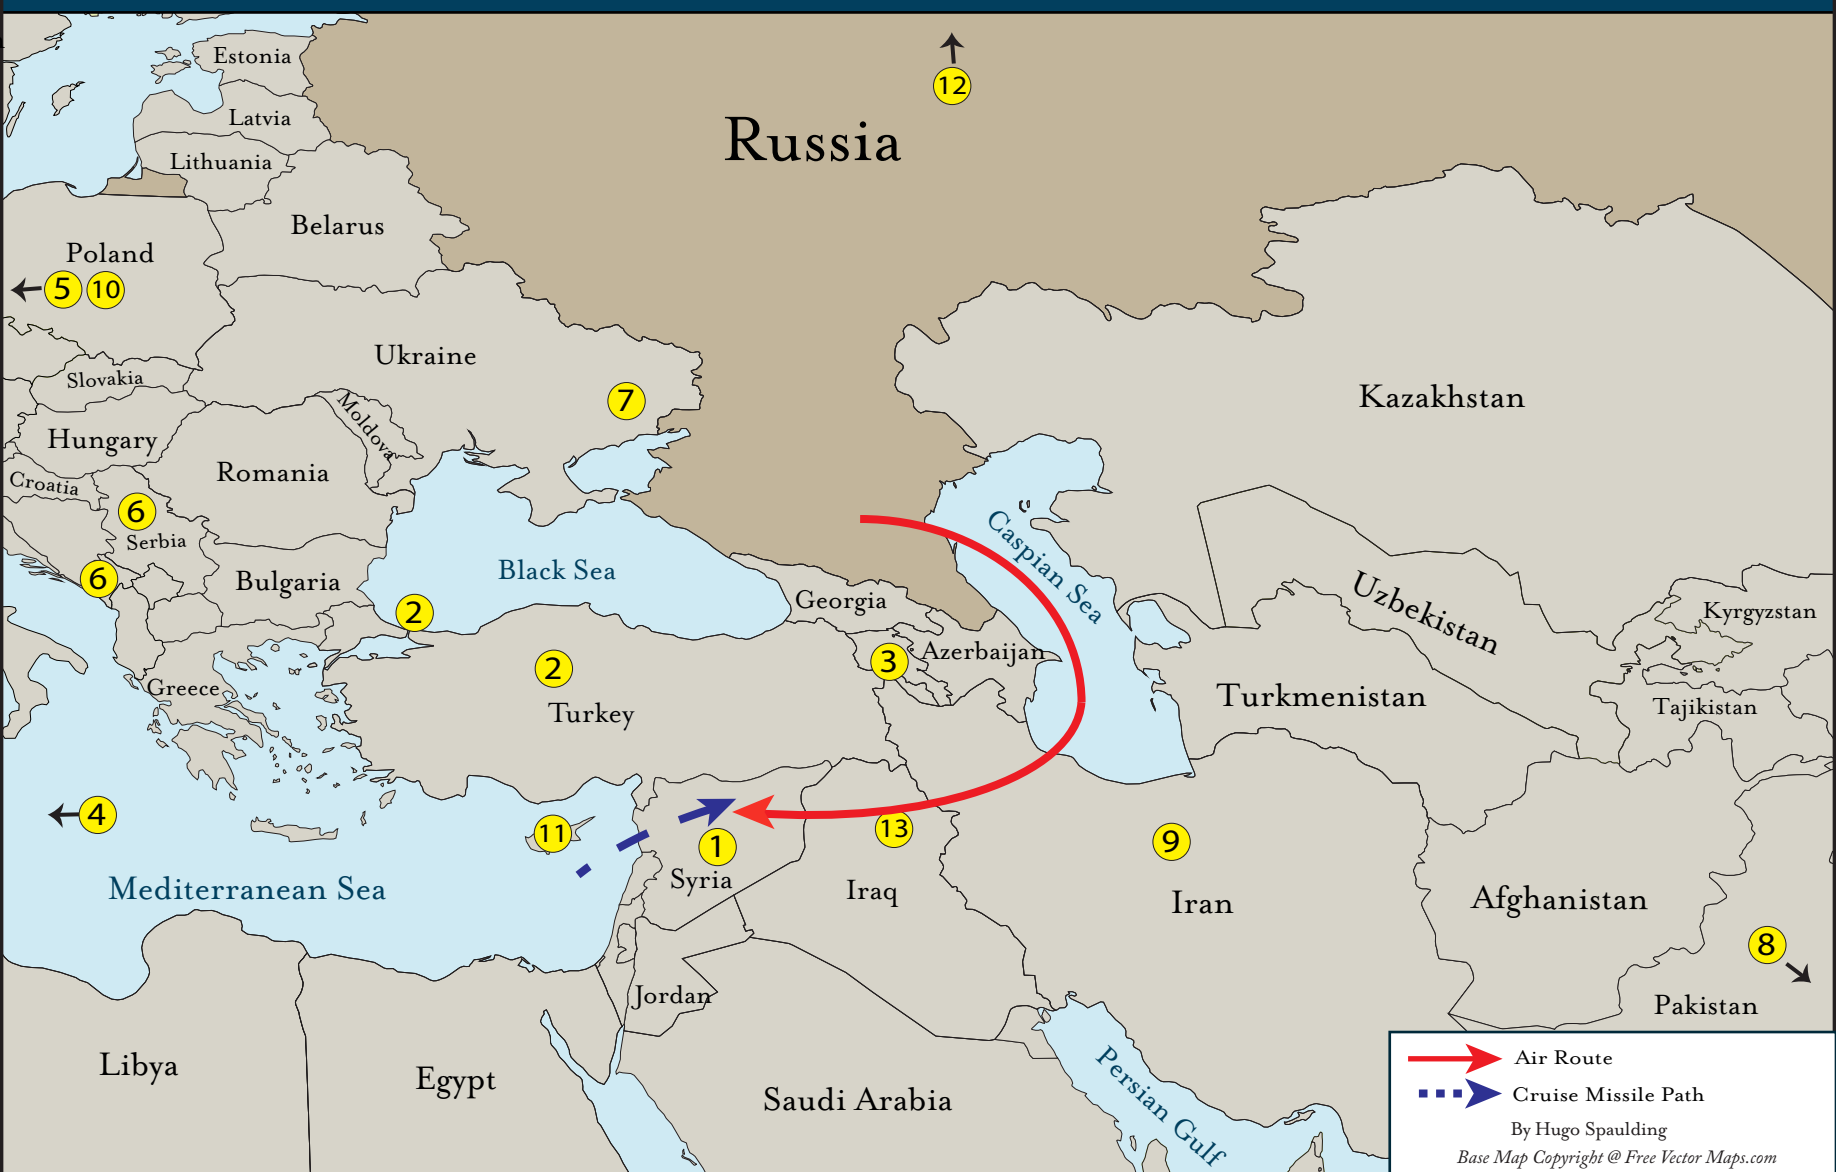 Estonia
12
Latvia
Russia
Lithuania
Belarus
Poland
5
10
Ukraine
Slovakia
7
Kazakhstan
Moldova
Hungary
Romania
Croatia
6
Serbia
Caspian Sea
Black Sea
6
Bulgaria
2
Georgia
Uzbekistan
Kyrgyzstan
3
Azerbaijan
2
Greece
Turkey
Turkmenistan
Tajikistan
4
11
1
13
9
Syria
Mediterranean Sea
Iraq
Iran
Afghanistan
8
Jordan
Pakistan
Libya
Egypt
Saudi Arabia
Persian Gulf
Air Route
Cruise Missile Path
By Hugo Spaulding
Base Map Copyright @ Free Vector Maps.com